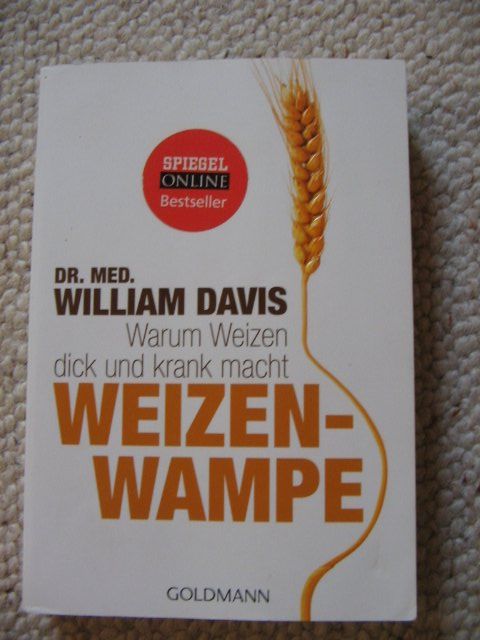 SPIEGEL
ONLINE
Bestseller
DR. MED.
WILLIAM DAVIS
Warum Weizen
dick und krank macht
WEIZEN-
WAMPE
GOLDMANN